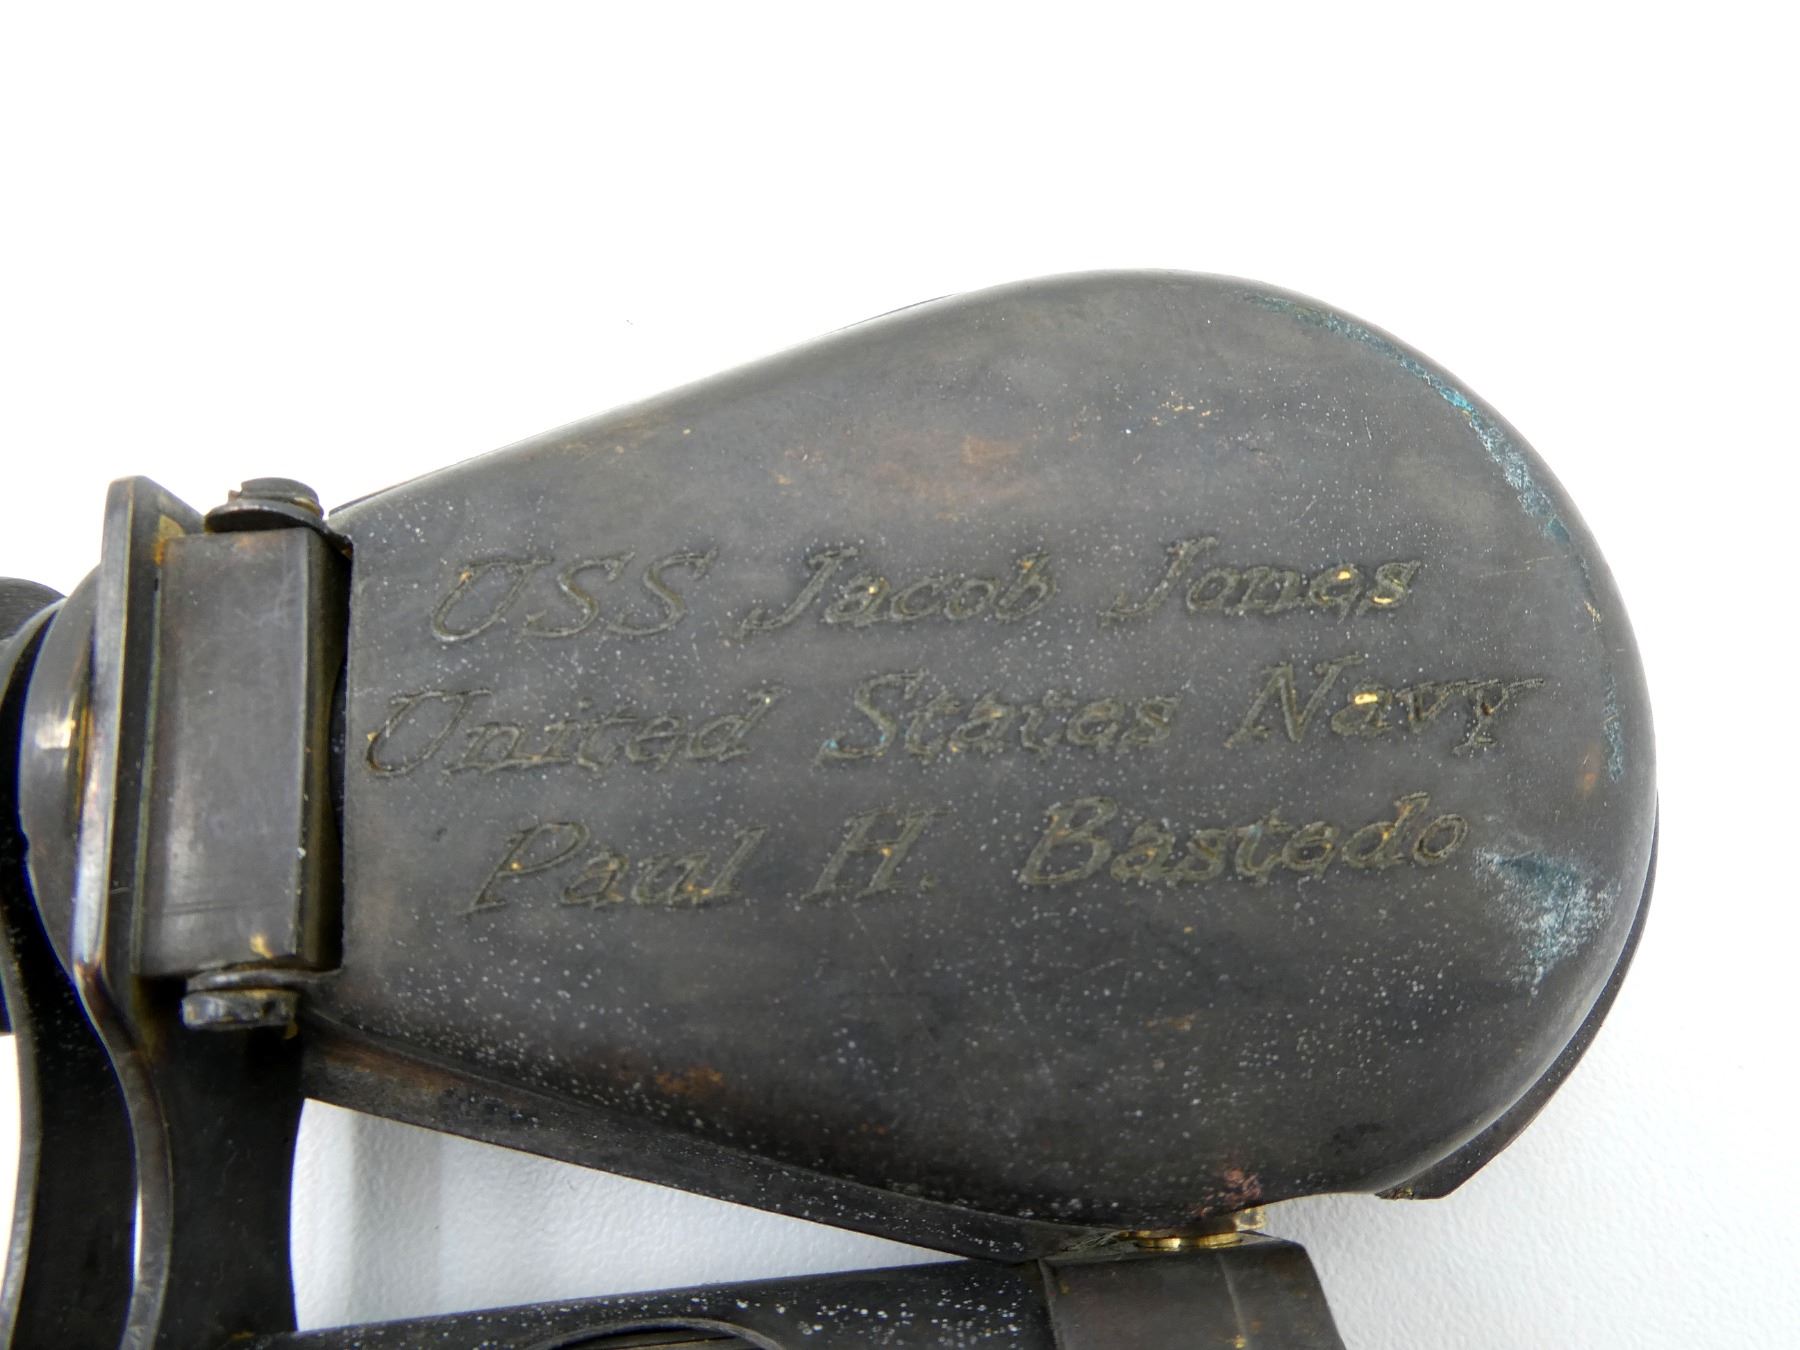 USS Jacob Jones
United States Navy
Paul H. Bastedo